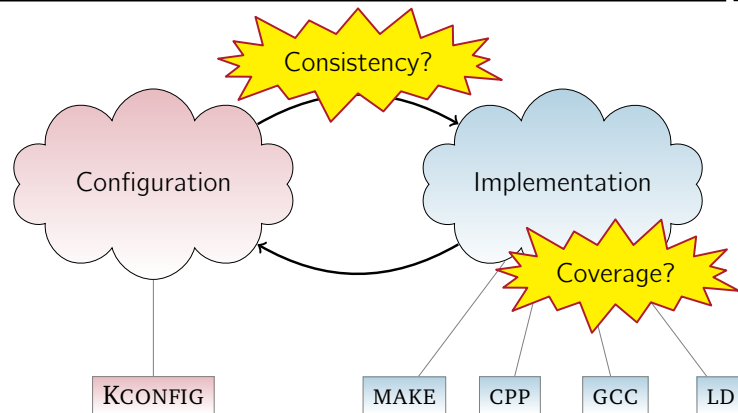 Consistency?
Configuration
Implementation
Coverage?
KCONFIG
MAKE
CPP
GCC
LD